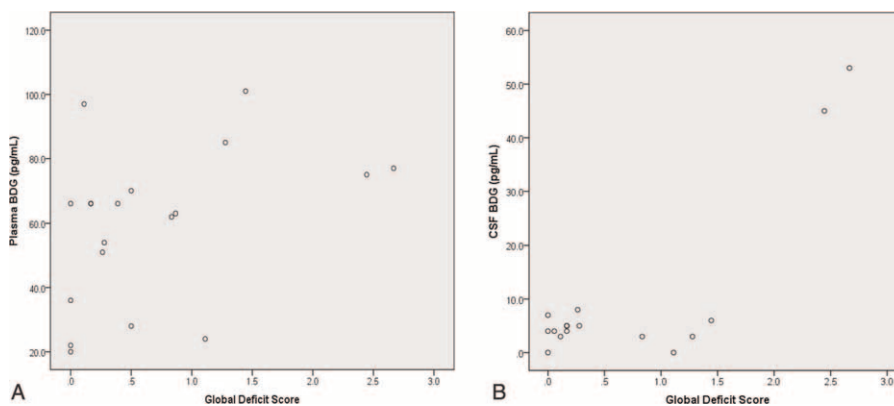 120.0
100.0
80.0
60.0
40.0
20.0
Plasma BDG (pg/mL)
.0 .5 1.0 1.5 2.0 2.5 3.0
Global Deficit Score
A
60.0
50.0
40.0
30.0
20.0
10.0
.0
CSF BDG (pg/mL)
.0 .5 1.0 1.5 2.0 2.5 3.0
Global Deficit Score
B